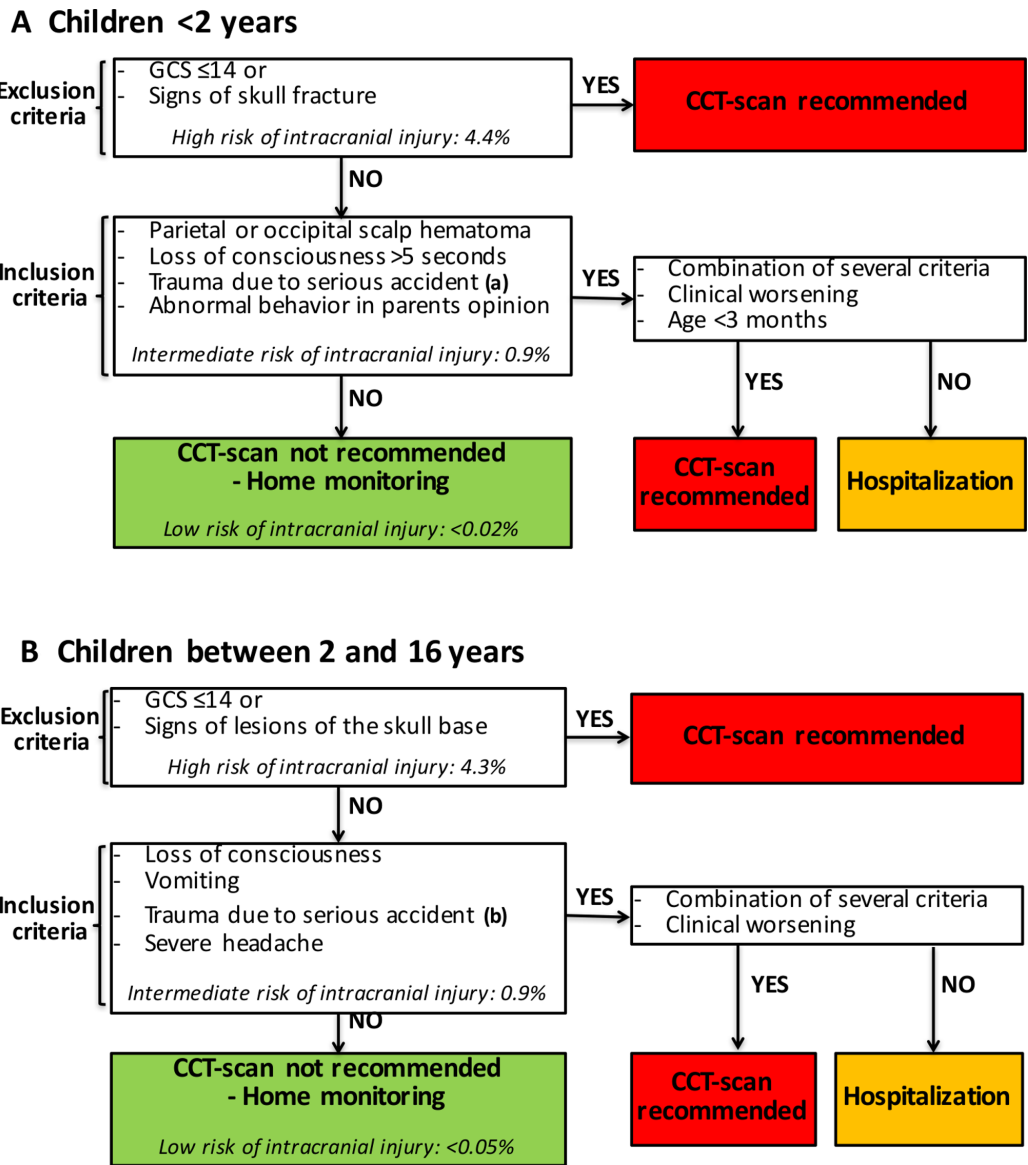 A Children <2 years
Exclusion
criteria
- GCS ≤14 or
- Signs of skull fracture
High risk of intracranial injury: 4.4%
YES
CCT-scan recommended
NO
Inclusion
criteria
- Parietal or occipital scalp hematoma
- Loss of consciousness >5 seconds
- Trauma due to serious accident (a)
- Abnormal behavior in parents opinion
Intermediate risk of intracranial injury: 0.9%
YES
- Combination of several criteria
- Clinical worsening
- Age <3 months
NO
YES
NO
CCT-scan not recommended
- Home monitoring
Low risk of intracranial injury: <0.02%
CCT-scan
recommended
Hospitalization
B Children between 2 and 16 years
Exclusion
criteria
- GCS ≤14 or
- Signs of lesions of the skull base
High risk of intracranial injury: 4.3%
YES
CCT-scan recommended
NO
Inclusion
criteria
- Loss of consciousness
- Vomiting
- Trauma due to serious accident (b)
- Severe headache
Intermediate risk of intracranial injury: 0.9%
YES
- Combination of several criteria
- Clinical worsening
NO
YES
NO
CCT-scan not recommended
- Home monitoring
Low risk of intracranial injury: <0.05%
CCT-scan
recommended
Hospitalization